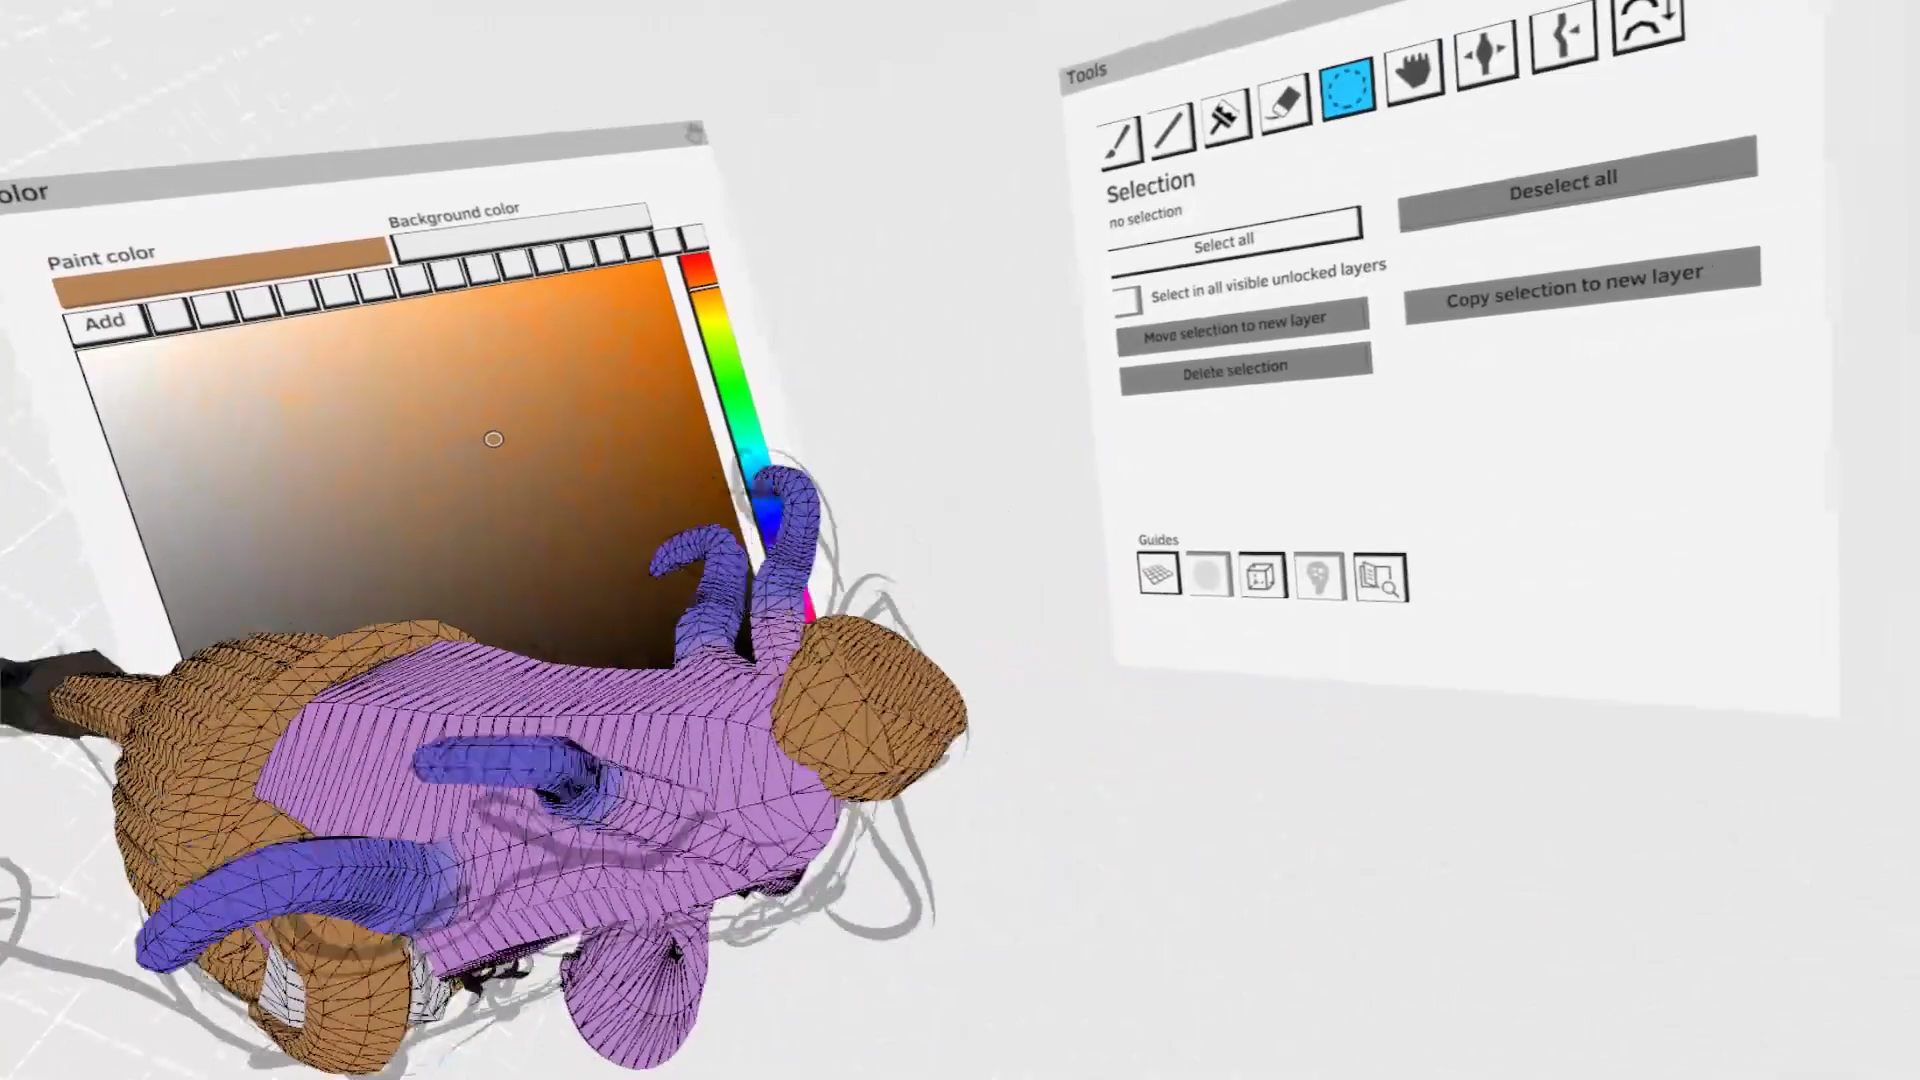 olor
Paint color
Background color
Add
Tools
Selection
no selection
Select all
Deselect all
Select in all visible unlocked layers
Move selection to new layer
Copy selection to new layer
Delete selection
Guides